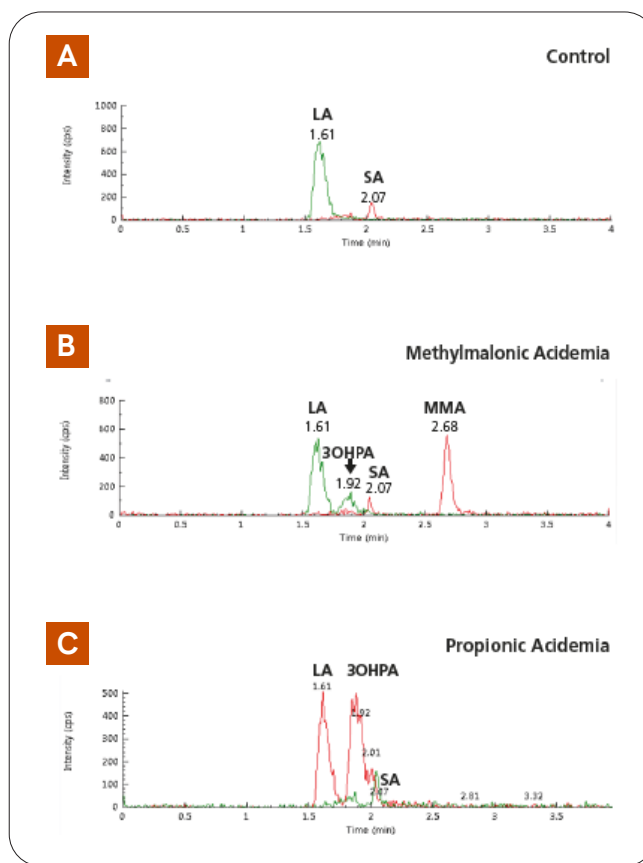 A
Control
1000
800
600
400
200
0
Intensity (cps)
LA
1.61
SA
2.07
0 0.5 1 1.5 2 2.5 3 3.5 4
Time (min)
B
Methylmalonic Acidemia
800
600
400
200
0
Intensity (cps)
LA
1.61
3OHPA
1.92
SA
2.07
MMA
2.68
0 0.5 1 1.5 2 2.5 3 3.5 4
Time (min)
C
Propionic Acidemia
500
400
300
200
100
0
Intensity (cps)
LA 3OHPA
1.61
1.92
2.01
SA
2.81 3.32
0 0.5 1 1.5 2 2.5 3 3.5
Time (min)